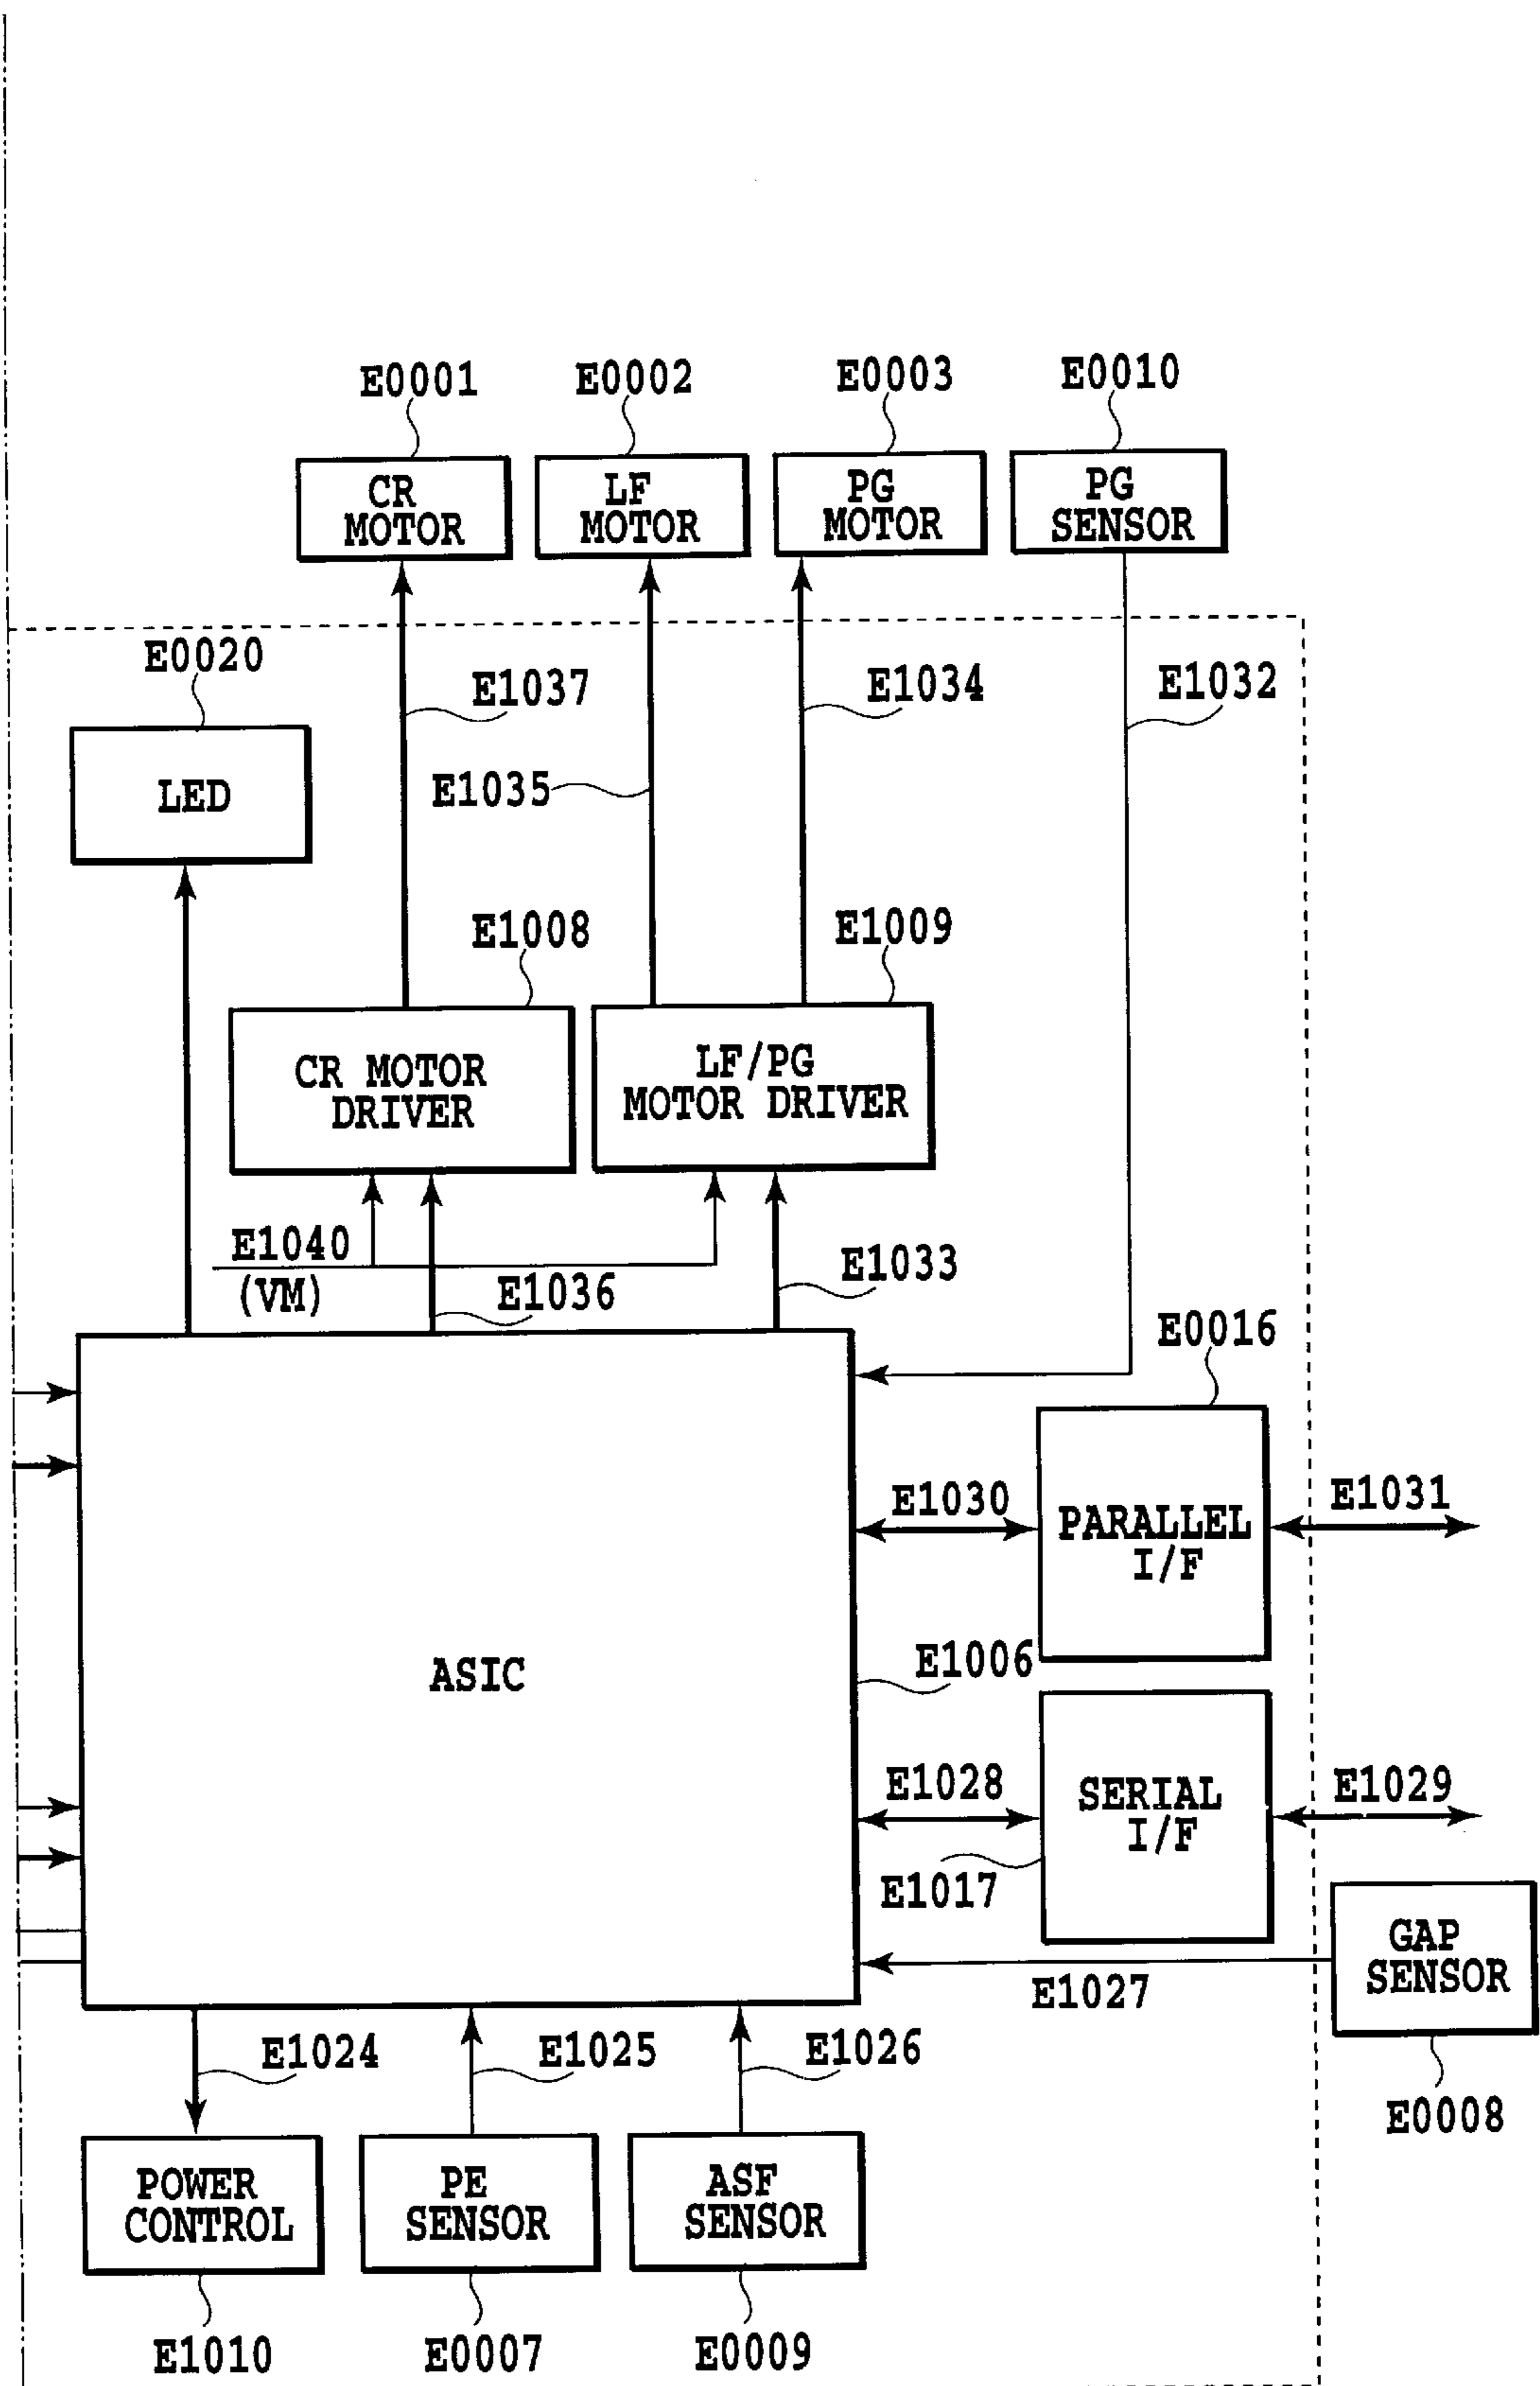 E0001
E0002
E0003
E0010
CR
MOTOR
LF
MOTOR
PG
MOTOR
PG
SENSOR
E0020
E1037
E1034
E1032
LED
E1035
E1008
E1009
CR MOTOR
DRIVER
LF/PG
MOTOR DRIVER
E1040
(VM)
E1036
E1033
E0016
E1030
PARALLEL
I/F
E1031
ASIC
E1006
E1028
SERIAL
I/F
E1029
E1017
GAP
SENSOR
E1027
E1024
E1025
E1026
E0008
POWER
CONTROL
PE
SENSOR
ASF
SENSOR
E1010
E0007
E0009